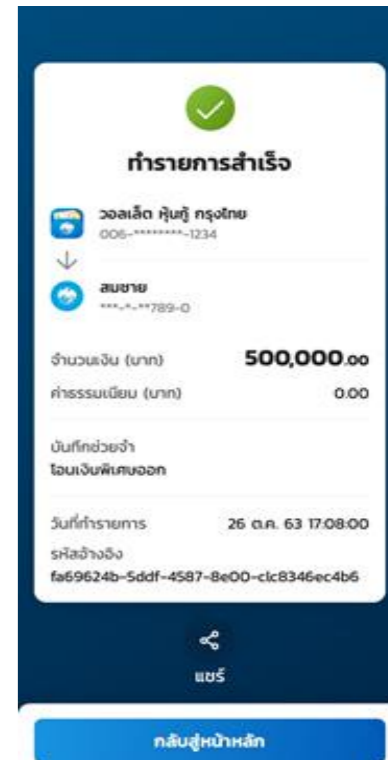 ทำรายการสำเร็จ
วอลเล็ต หุ้นกู้ กรุงไทย
006-********-1234
สมชาย
***-*-**789-0
จำนวนเงิน (บาท) 500,000.00
ค่าธรรมเนียม (บาท) 0.00
บันทึกช่วยจำ
โอนเงินพิเศษออก
วันที่ทำรายการ 26 ต.ค. 63 17:08:00
รหัสอ้างอิง
fa69624b-5ddf-4587-8e00-clc8346ec4b6
แชร์
กลับสู่หน้าหลัก